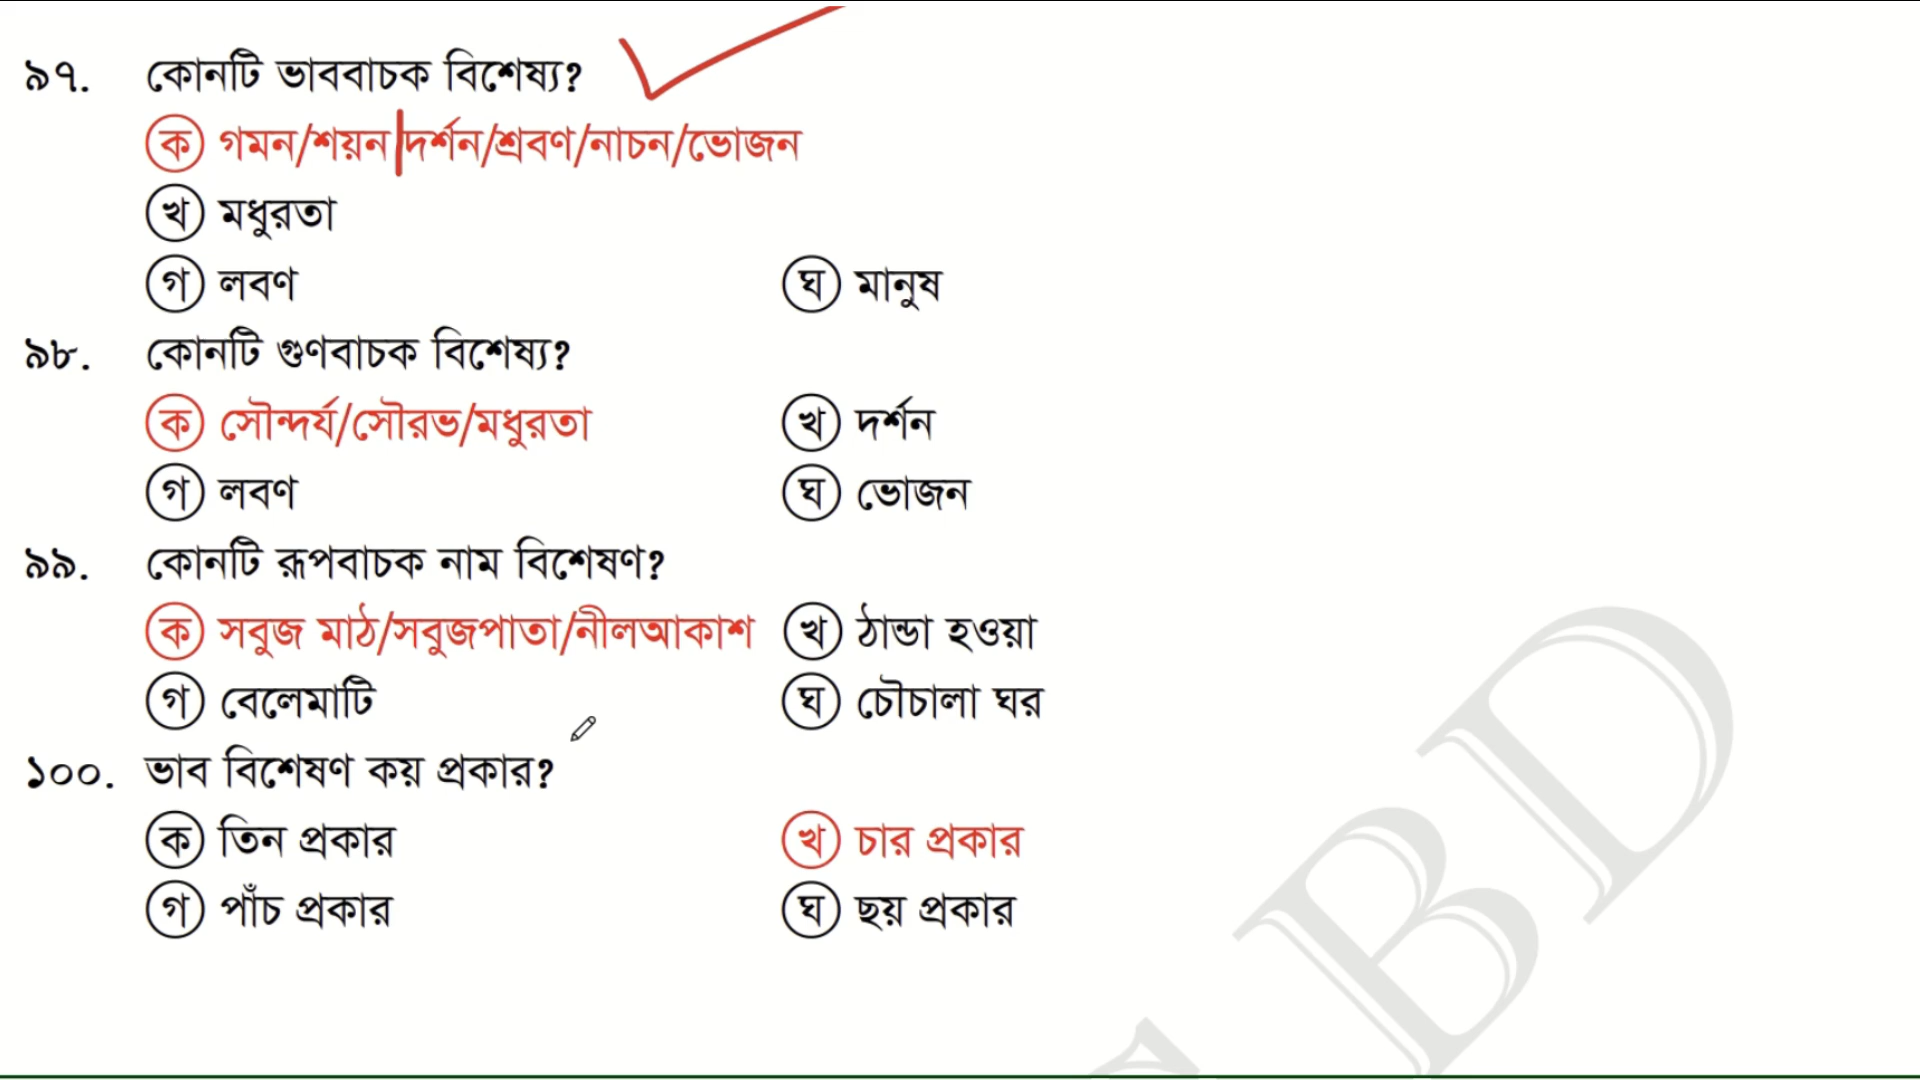 ৯৭. কোনটি ভাববাচক বিশেষ্য?
ক গমন/শয়ন/দর্শন/শ্রবণ/নাচন/ভোজন
খ মধুরতা
গ লবণ ঘ মানুষ
৯৮. কোনটি গুণবাচক বিশেষ্য?
ক সৌন্দর্য/সৌরভ/মধুরতা খ দর্শন
গ লবণ ঘ ভোজন
৯৯. কোনটি রূপবাচক নাম বিশেষণ?
ক সবুজ মাঠ/সবুজপাতা/নীলআকাশ খ ঠান্ডা হওয়া
গ বেলেমাটি ঘ চৌচালা ঘর
১০০. ভাব বিশেষণ কয় প্রকার?
ক তিন প্রকার খ চার প্রকার
গ পাঁচ প্রকার ঘ ছয় প্রকার
BD